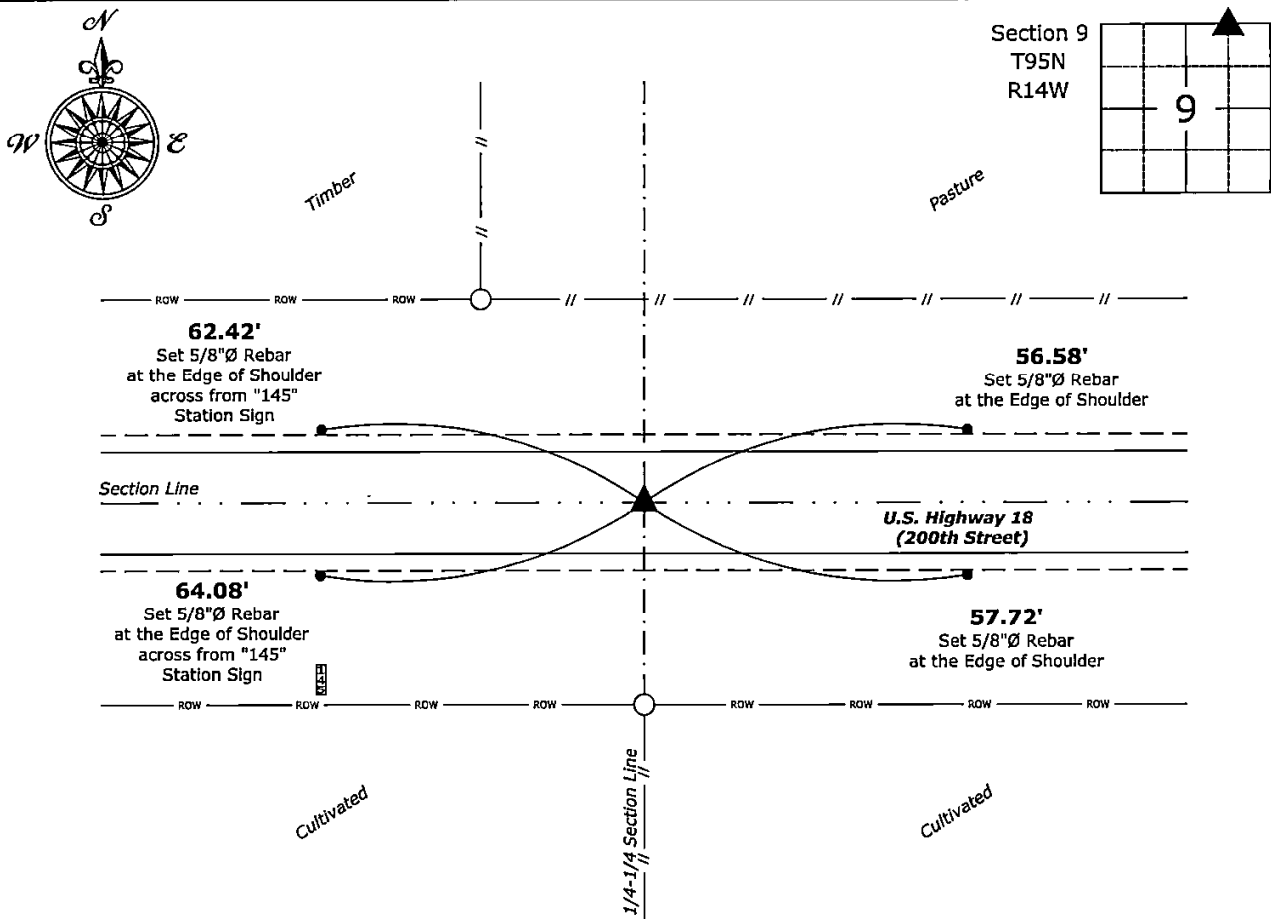 N
W
E
S
Section 9
T95N
R14W
9
Timber
Pasture
ROW ROW ROW
62.42'
Set 5/8"Ø Rebar
at the Edge of Shoulder
across from "145"
Station Sign
56.58'
Set 5/8"Ø Rebar
at the Edge of Shoulder
Section Line
U.S. Highway 18
(200th Street)
64.08'
Set 5/8"Ø Rebar
at the Edge of Shoulder
across from "145"
Station Sign
145
57.72'
Set 5/8"Ø Rebar
at the Edge of Shoulder
ROW ROW ROW ROW ROW ROW ROW ROW
Cultivated
1/4-1/4 Section Line
Cultivated